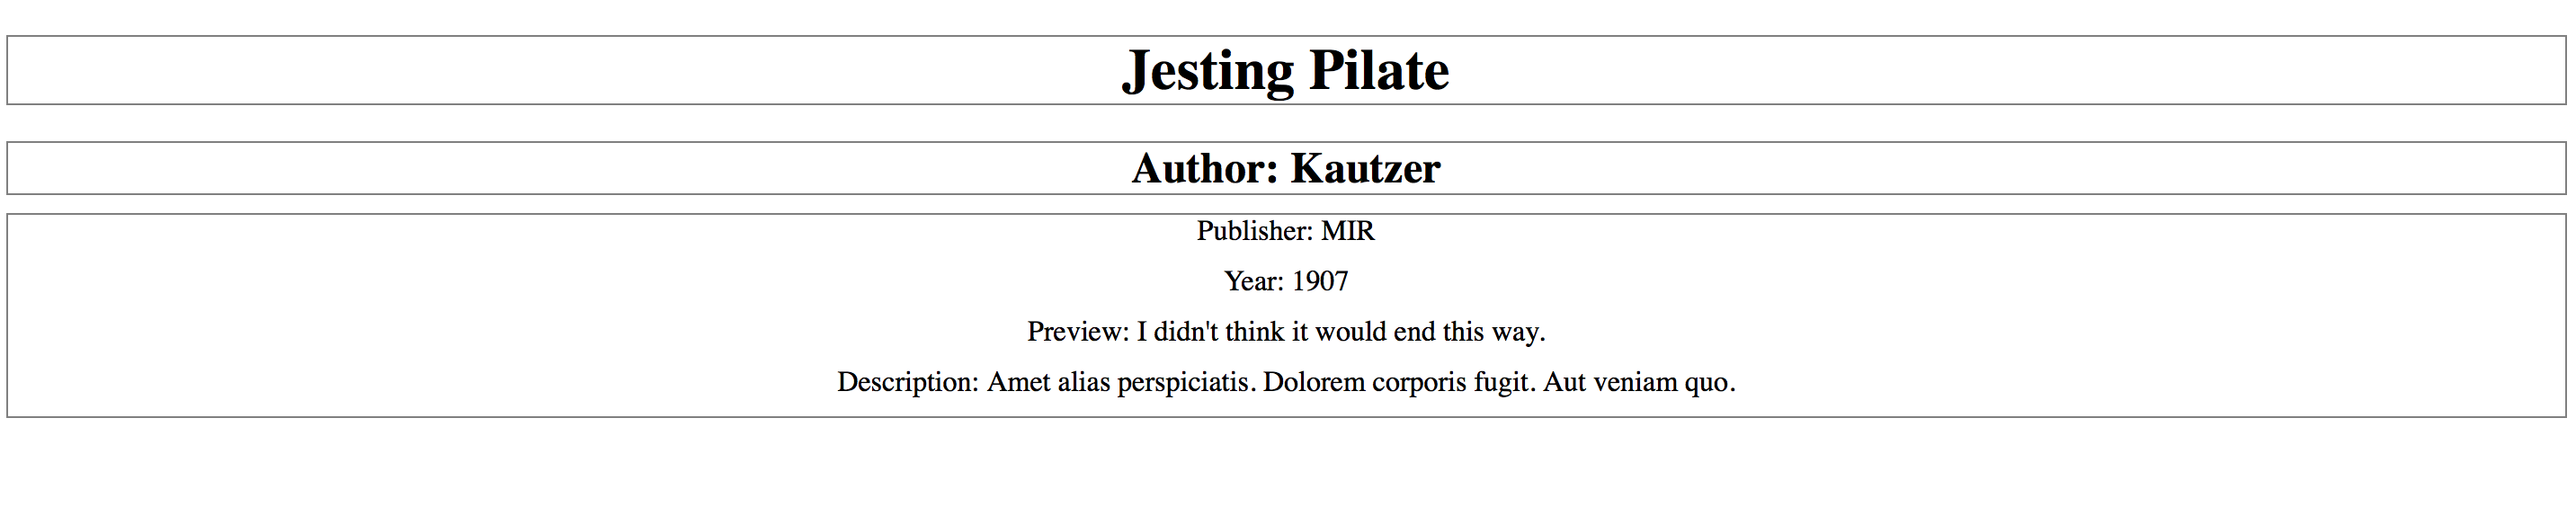 Jesting Pilate
Author: Kautzer
Publisher: MIR
Year: 1907
Preview: I didn't think it would end this way.
Description: Amet alias perspiciatis. Dolorem corporis fugit. Aut veniam quo.